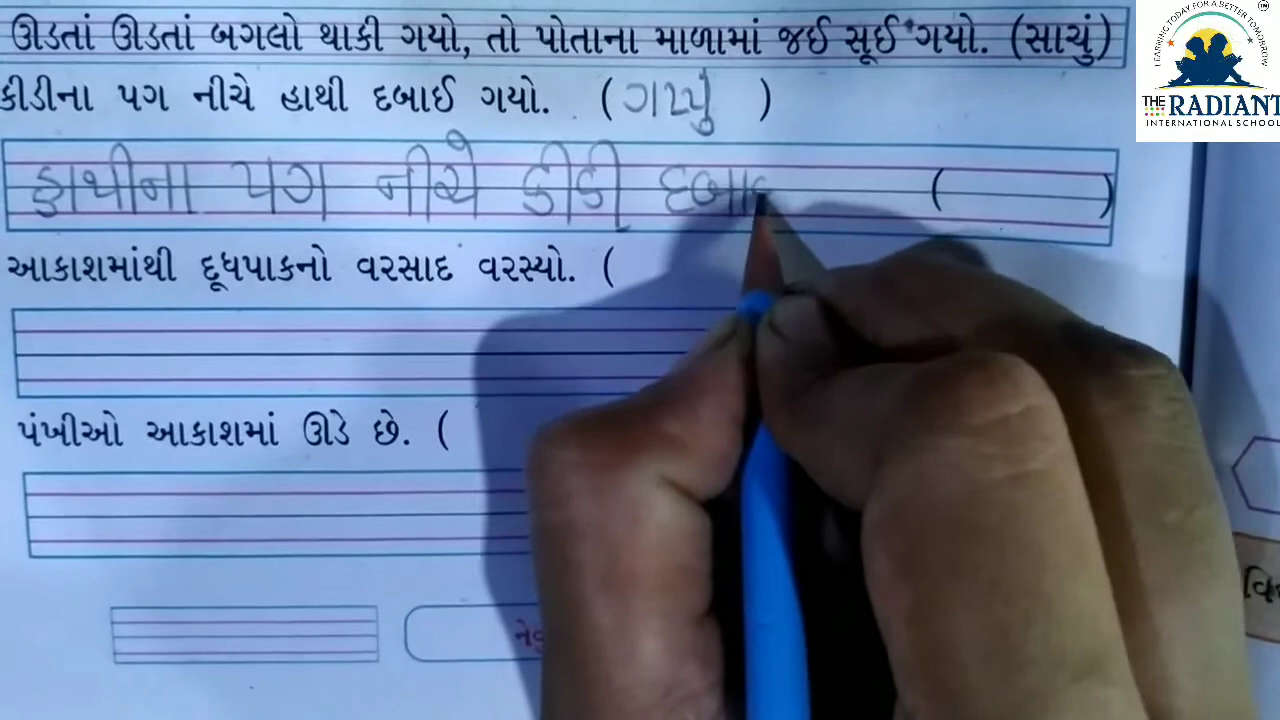 ઊડતાં ઊડતાં બગલો થાકી ગયો, તો પોતાના માળામાં જઈ સૂઈ ગયો. (સાચું)
કીડીના પગ નીચે હાથી દબાઈ ગયો. (ગપ્પું)
હાથીના પગ નીચે કીડી દબાઈ ( )
આકાશમાંથી દૂધપાકનો વરસાદ વરસ્યો. (
પંખીઓ આકાશમાં ઊડે છે. (
LEARNING TODAY FOR A BETTER TOMORROW
THE RADIANT
INTERNATIONAL SCHOOL